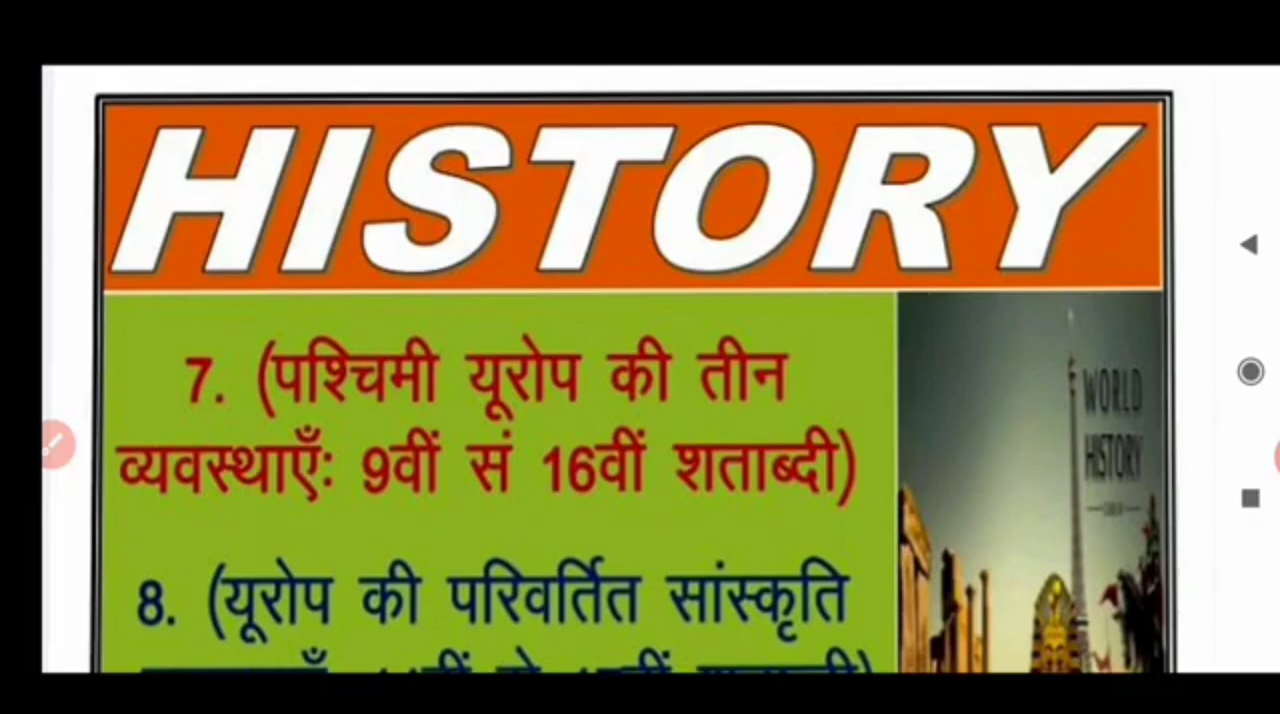 HISTORY
7. (पश्चिमी यूरोप की तीन
व्यवस्थाएँः 9वीं सं 16वीं शताब्दी)
WORLD
HISTORY
8. (यूरोप की परिवर्तित सांस्कृति